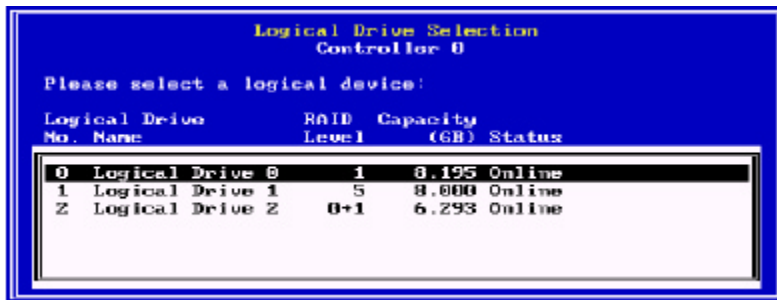 Logical Drive Selection
Controller 0
Please select a logical device:
Logical Drive RAID Capacity
No. Name Level (GB) Status
0 Logical Drive 0 1 8.195 Online
1 Logical Drive 1 5 8.000 Online
2 Logical Drive 2 0+1 6.293 Online